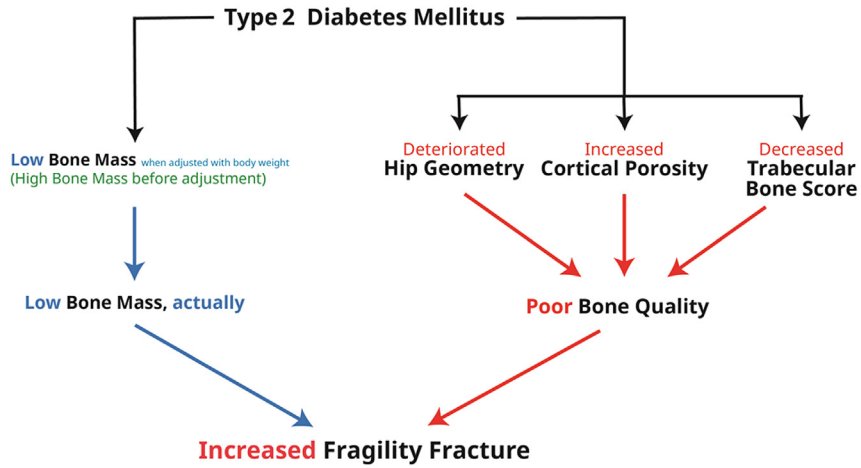 Type 2 Diabetes Mellitus
Low Bone Mass when adjusted with body weight
(High Bone Mass before adjustment)
Deteriorated
Hip Geometry
Increased
Cortical Porosity
Decreased
Trabecular
Bone Score
Low Bone Mass, actually
Poor Bone Quality
Increased Fragility Fracture